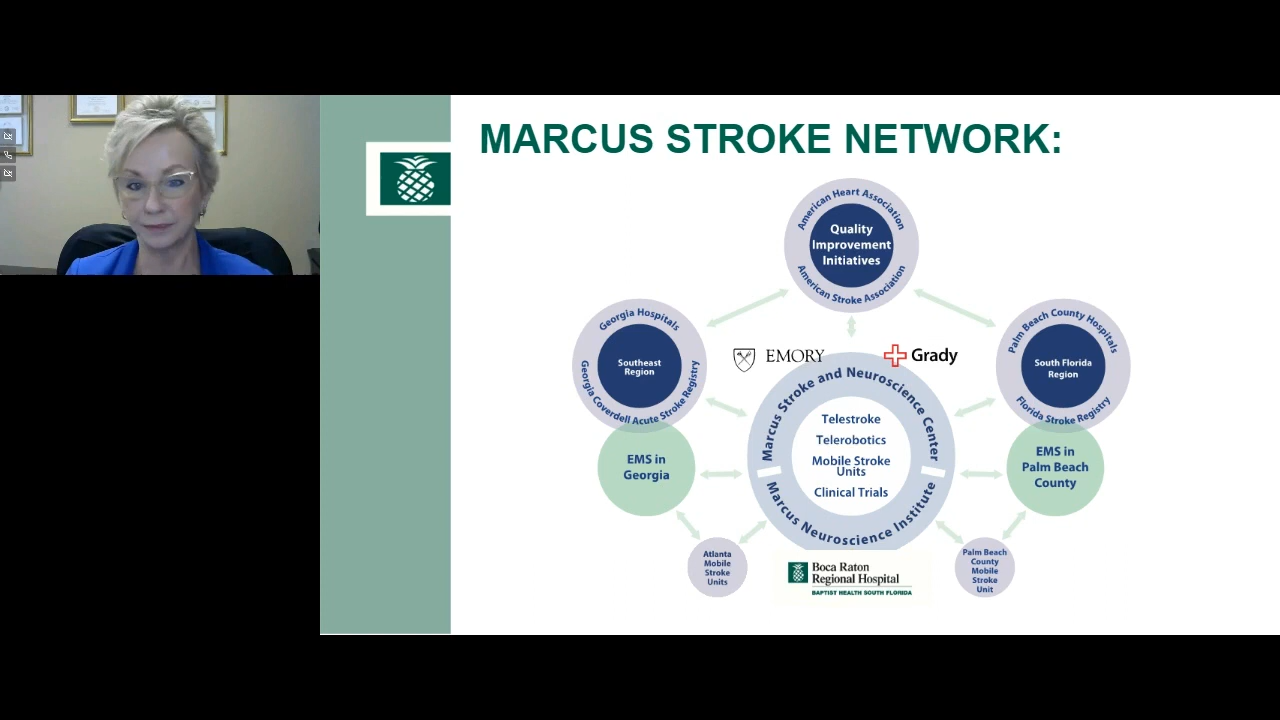 MARCUS STROKE NETWORK:
American Heart Association
Quality
Improvement
Initiatives
American Stroke Association
Georgia Hospitals
Southeast
Region
Georgia Coverdell Acute Stroke Registry
Palm Beach County Hospitals
South Florida
Region
Florida Stroke Registry
EMORY
Grady
Marcus Stroke and Neuroscience Center
Telestroke
Telerobotics
Mobile Stroke
Units
Clinical Trials
Marcus Neuroscience Institute
EMS in
Georgia
EMS in
Palm Beach
County
Atlanta
Mobile
Stroke
Units
Palm Beach
County
Mobile
Stroke
Unit
Boca Raton
Regional Hospital
BAPTIST HEALTH SOUTH FLORIDA